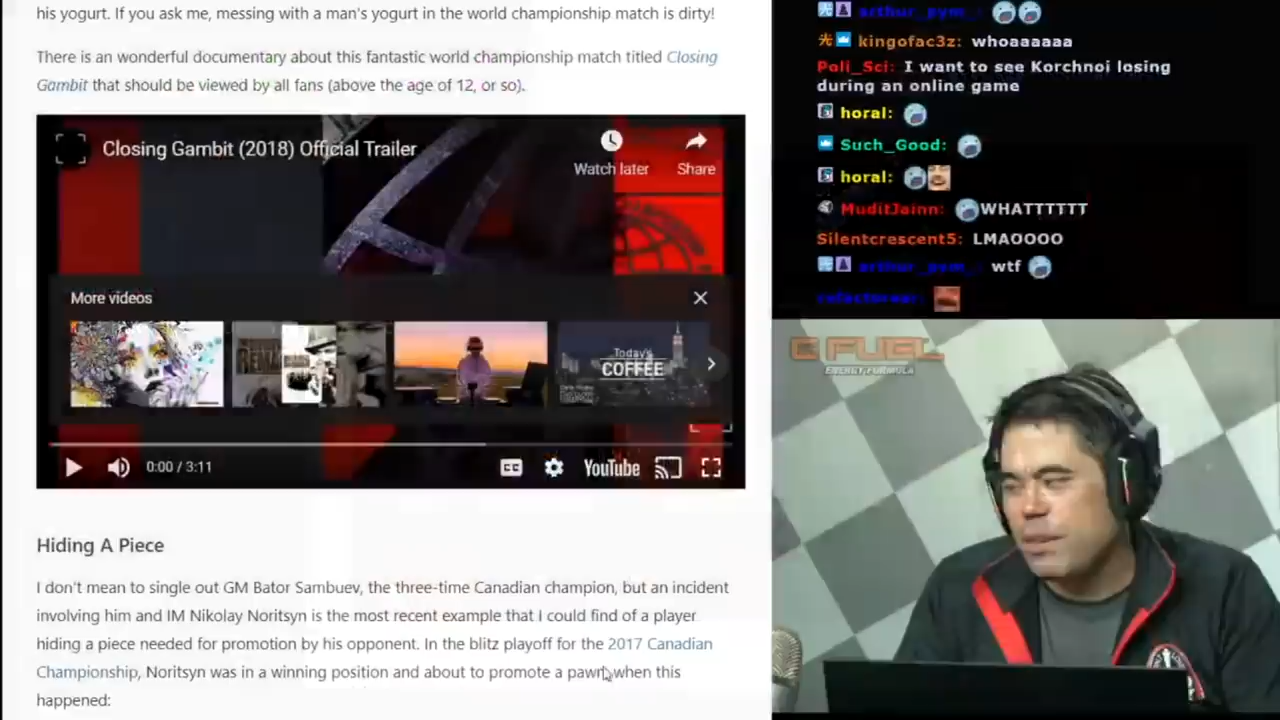 his yogurt. If you ask me, messing with a man's yogurt in the world championship match is dirty!
There is an wonderful documentary about this fantastic world championship match titled Closing
Gambit that should be viewed by all fans (above the age of 12, or so).
Closing Gambit (2018) Official Trailer
Watch later
Share
More videos
Today's
COFFEE
0:00 / 3:11
CC
YouTube
Hiding A Piece
I don't mean to single out GM Bator Sambuev, the three-time Canadian champion, but an incident
involving him and IM Nikolay Noritsyn is the most recent example that I could find of a player
hiding a piece needed for promotion by his opponent. In the blitz playoff for the 2017 Canadian
Championship, Noritsyn was in a winning position and about to promote a pawn when this
happened:
arthur_pym_:
kingofac3z: whoaaaaaa
Poli_Sci: I want to see Korchnoi losing
during an online game
horal:
Such_Good:
horal:
MuditJainn: WHATTTTTT
Silentcrescent5: LMAOOOO
arthur_pym_: wtf
G FUEL
ENERGY FORMULA